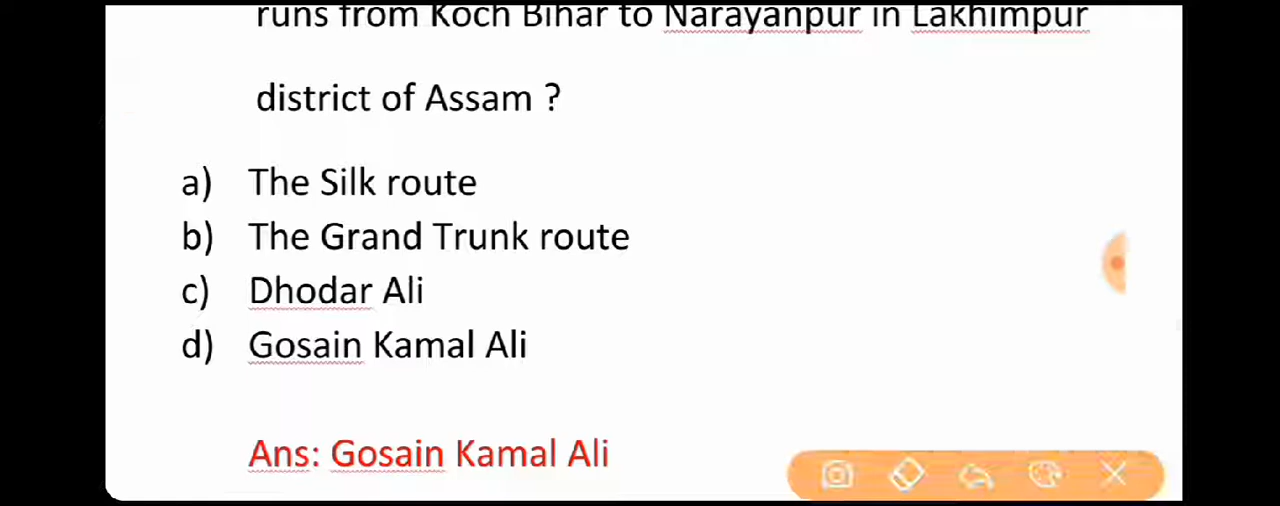 runs from Koch Bihar to Narayanpur in Lakhimpur
district of Assam ?
a) The Silk route
b) The Grand Trunk route
c) Dhodar Ali
d) Gosain Kamal Ali
Ans: Gosain Kamal Ali